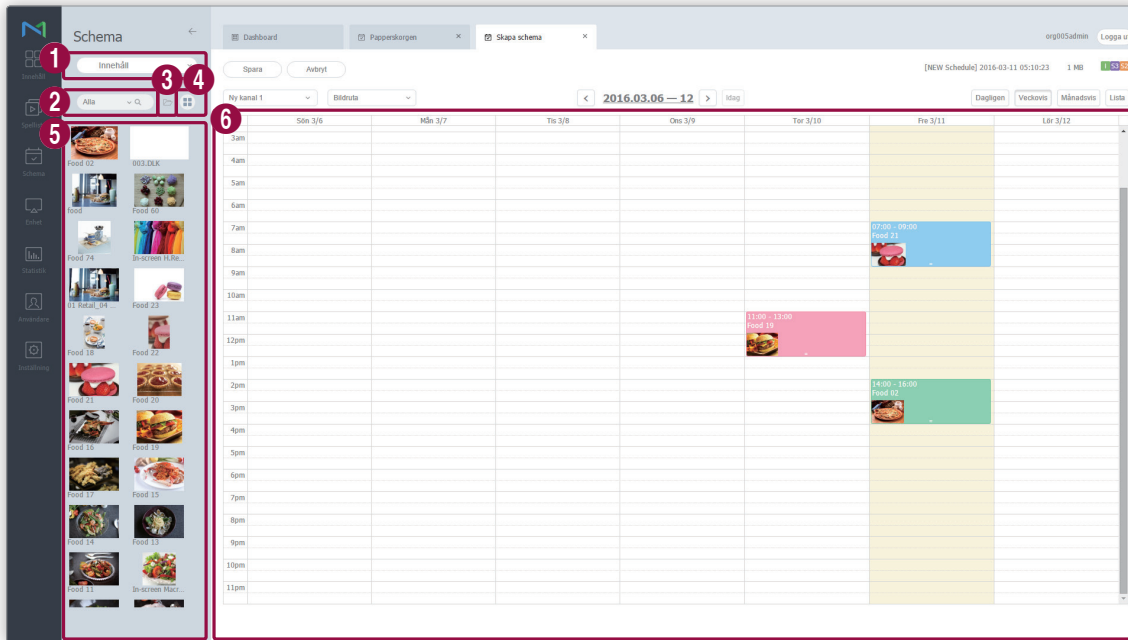 Schema
←
Dashboard
Papperskorgen ×
Skapa schema ×
org005admin
Logga u
Innehåll
Spara
Avbryt
[NEW Schedule] 2016-03-11 05:10:23
1 MB
I S3 S2
1
2
3
4
5
6
Alla
Ny kanal 1
Bildruta
2016.03.06 — 12
Idag
Dagligen
Veckovis
Månadsvis
Lista
Innehåll
Schema
Enhet
Statistik
Användare
Inställning
Food 02
003.DLK
food
Food 60
Food 74
In-screen H.Re...
01 Retail_04 ...
Food 23
Food 18
Food 22
Food 21
Food 20
Food 16
Food 19
Food 17
Food 15
Food 14
Food 13
Food 11
In-screen Macr...
Sön 3/6
Mån 3/7
Tis 3/8
Ons 3/9
Tor 3/10
Fre 3/11
Lör 3/12
3am
4am
5am
6am
7am
8am
9am
10am
11am
12pm
1pm
2pm
3pm
4pm
5pm
6pm
7pm
8pm
9pm
10pm
11pm
07:00 - 09:00
Food 21
11:00 - 13:00
Food 19
14:00 - 16:00
Food 02